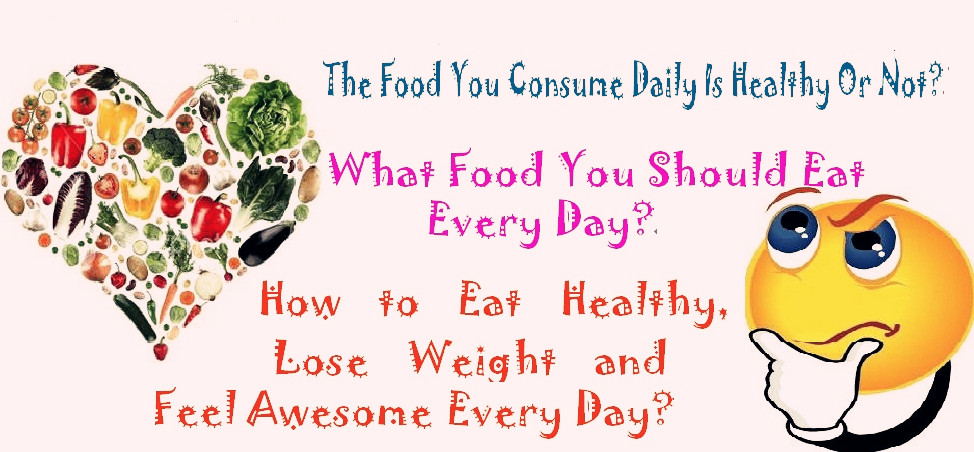 The Food You Consume Daily Is Healthy Or Not?
What Food You Should Eat
Every Day?
How to Eat Healthy,
Lose Weight and
Feel Awesome Every Day?